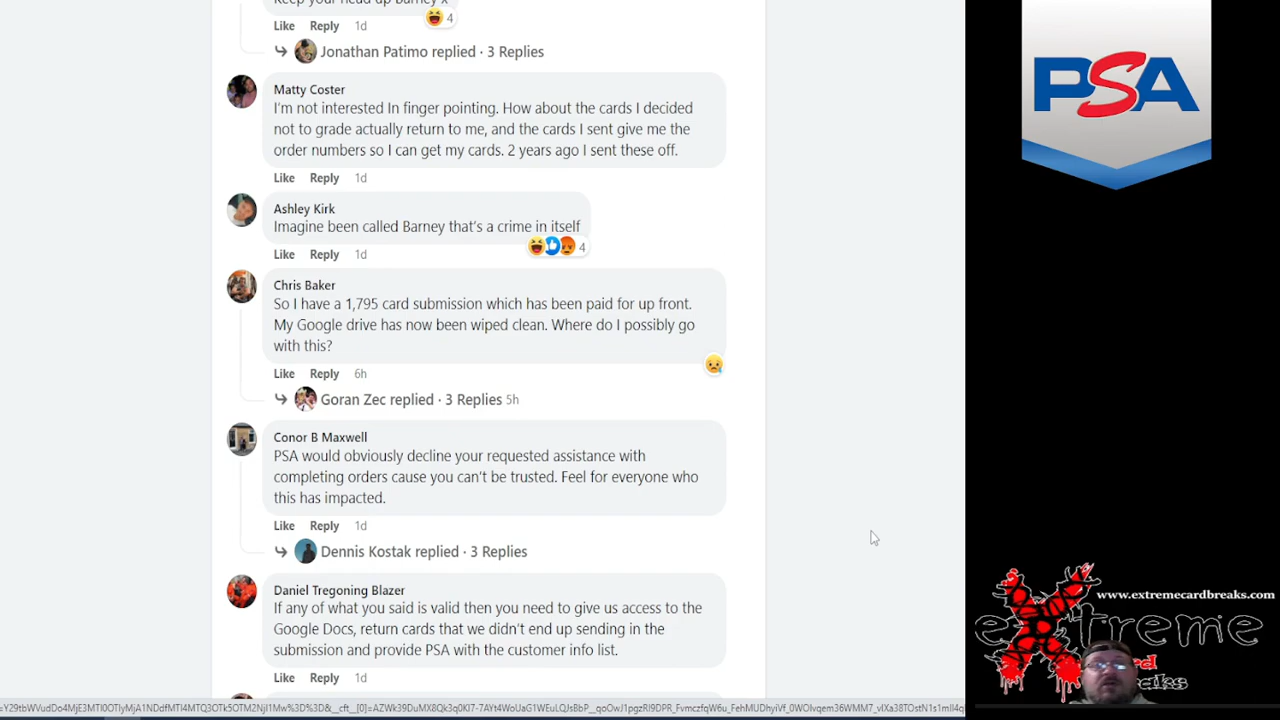 Keep your head up Barney x
4
Like Reply 1d
Jonathan Patimo replied · 3 Replies
Matty Coster
I'm not interested In finger pointing. How about the cards I decided
not to grade actually return to me, and the cards I sent give me the
order numbers so I can get my cards. 2 years ago I sent these off.
Like Reply 1d
Ashley Kirk
Imagine been called Barney that's a crime in itself
4
Like Reply 1d
Chris Baker
So I have a 1,795 card submission which has been paid for up front.
My Google drive has now been wiped clean. Where do I possibly go
with this?
Like Reply 6h
Goran Zec replied · 3 Replies 5h
Conor B Maxwell
PSA would obviously decline your requested assistance with
completing orders cause you can't be trusted. Feel for everyone who
this has impacted.
Like Reply 1d
Dennis Kostak replied · 3 Replies
Daniel Tregoning Blazer
If any of what you said is valid then you need to give us access to the
Google Docs, return cards that we didn't end up sending in the
submission and provide PSA with the customer info list.
Like Reply 1d
PSA
www.extremecardbreaks.com
eXtreme